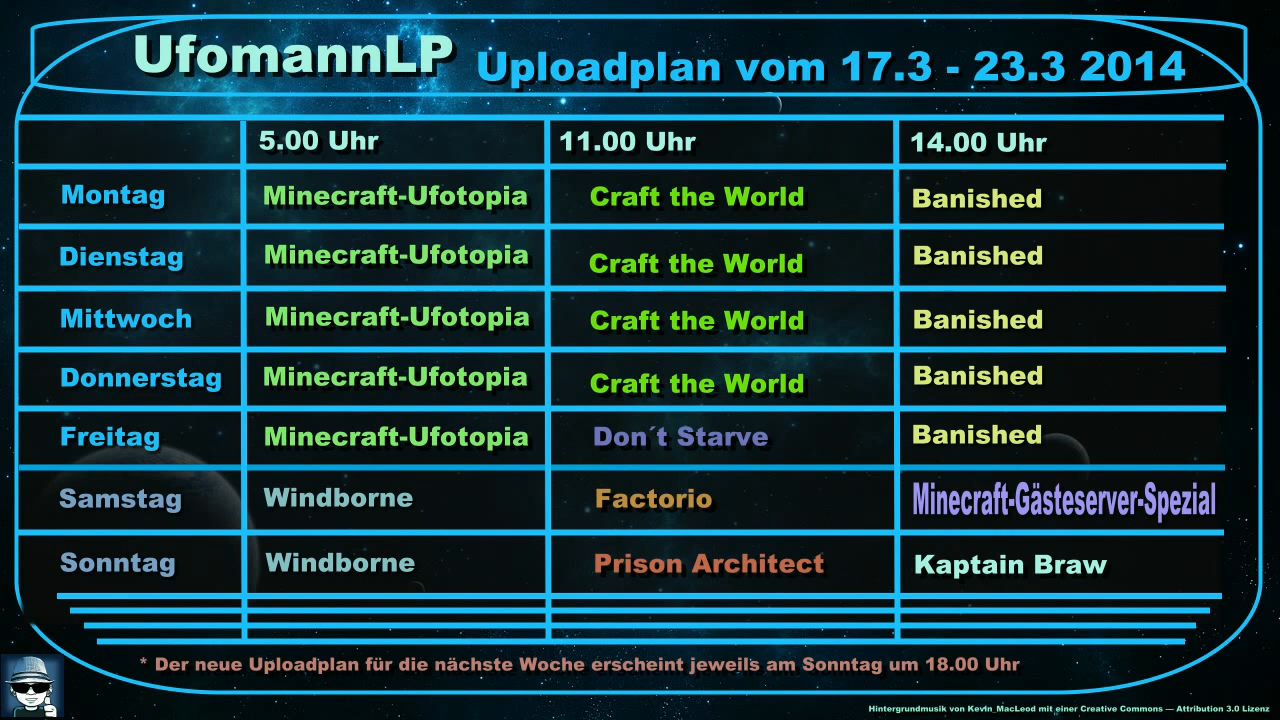 UfomannLP Uploadplan vom 17.3 - 23.3 2014
5.00 Uhr 11.00 Uhr 14.00 Uhr
Montag Minecraft-Ufotopia Craft the World Banished
Dienstag Minecraft-Ufotopia Craft the World Banished
Mittwoch Minecraft-Ufotopia Craft the World Banished
Donnerstag Minecraft-Ufotopia Craft the World Banished
Freitag Minecraft-Ufotopia Don´t Starve Banished
Samstag Windborne Factorio Minecraft-Gästeserver-Spezial
Sonntag Windborne Prison Architect Kaptain Braw
* Der neue Uploadplan für die nächste Woche erscheint jeweils am Sonntag um 18.00 Uhr
Hintergrundmusik von Kevin_MacLeod mit einer Creative Commons — Attribution 3.0 Lizenz